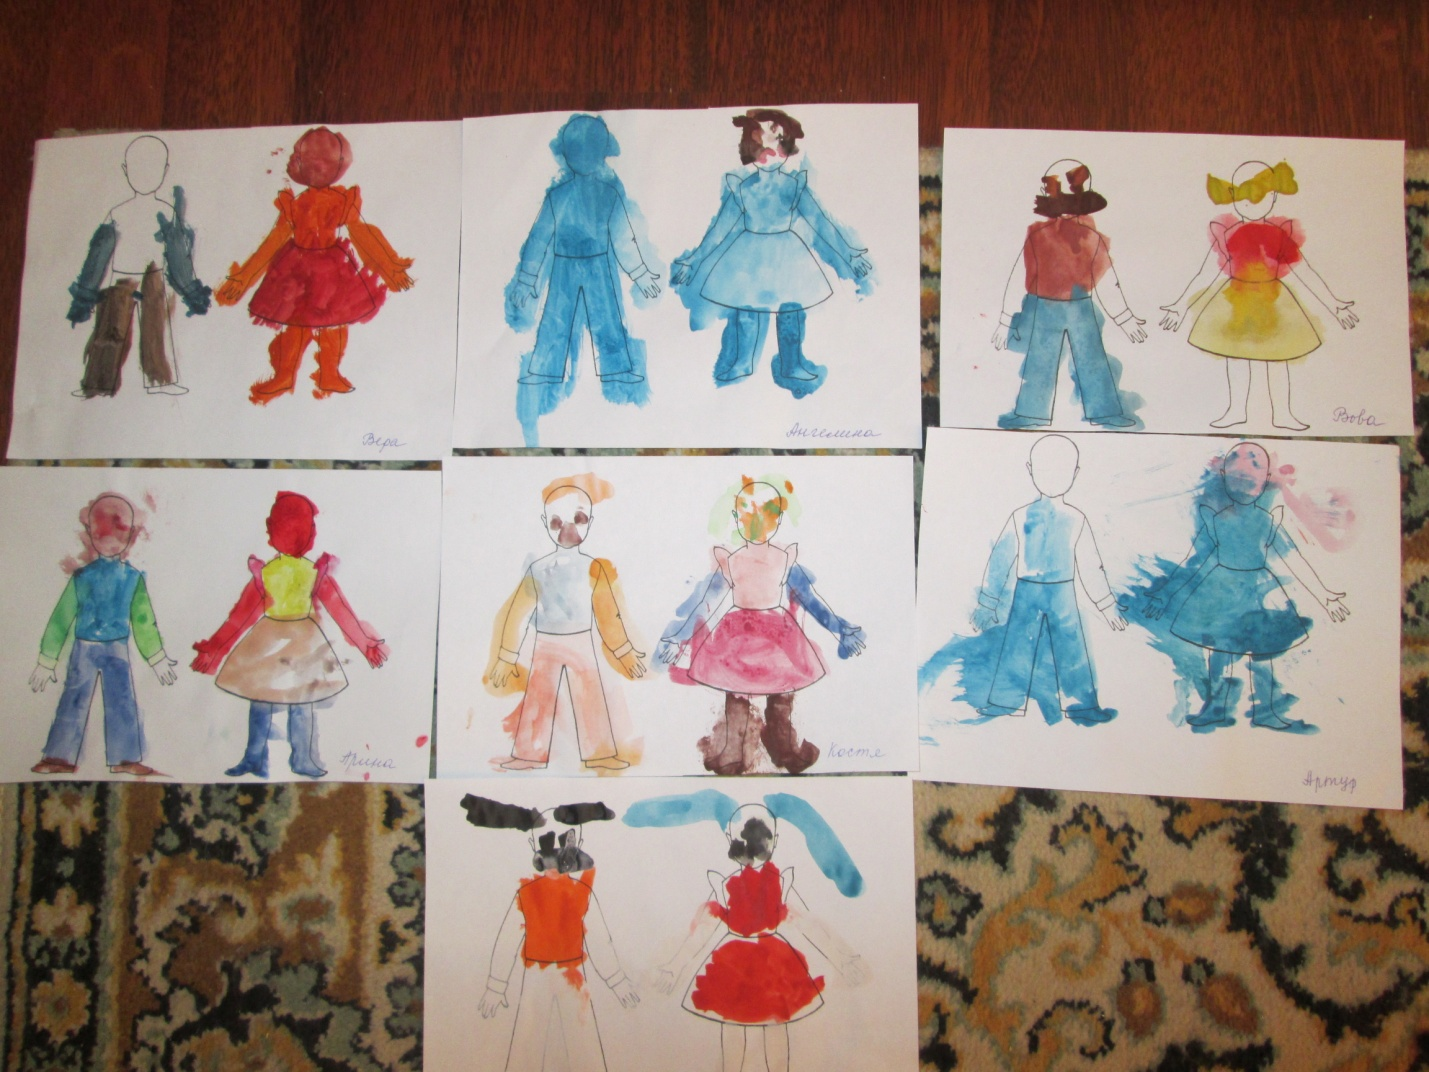 Вера
Ангелина
Вова
Арина
Костя
Артур